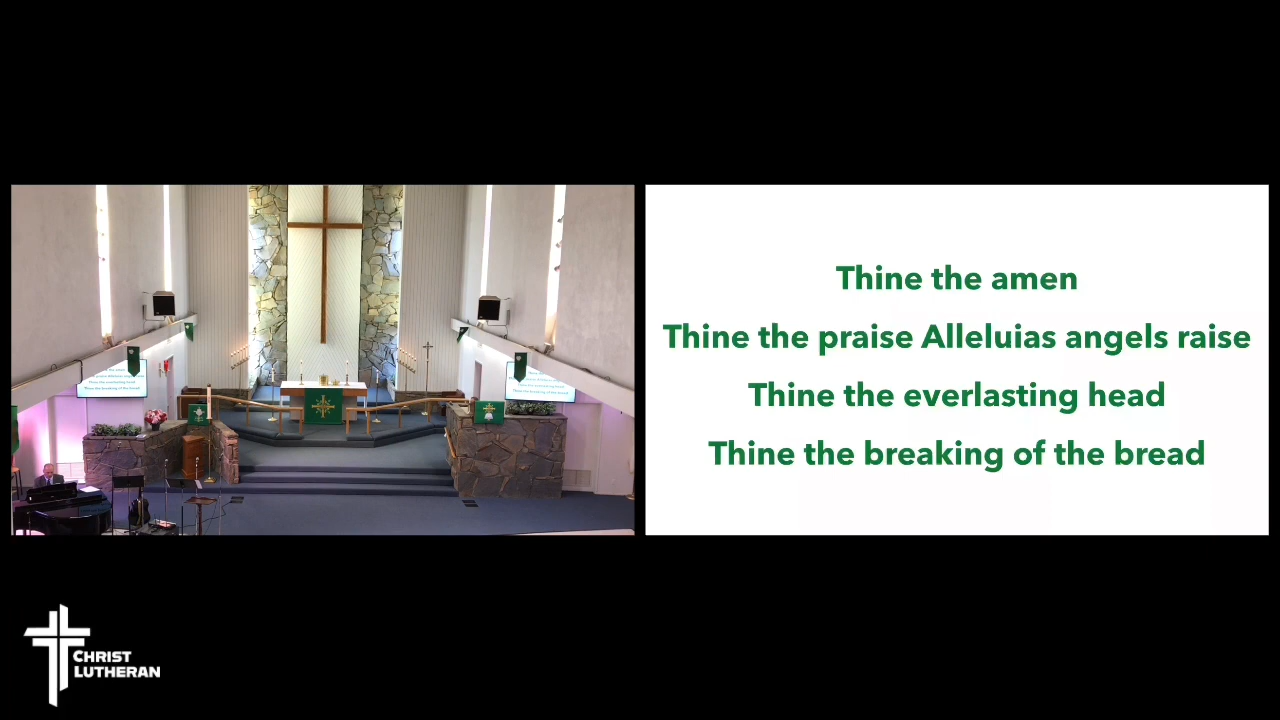 Thine the amen
Thine the praise Alleluias angels raise
Thine the everlasting head
Thine the breaking of the bread
CHRIST
LUTHERAN